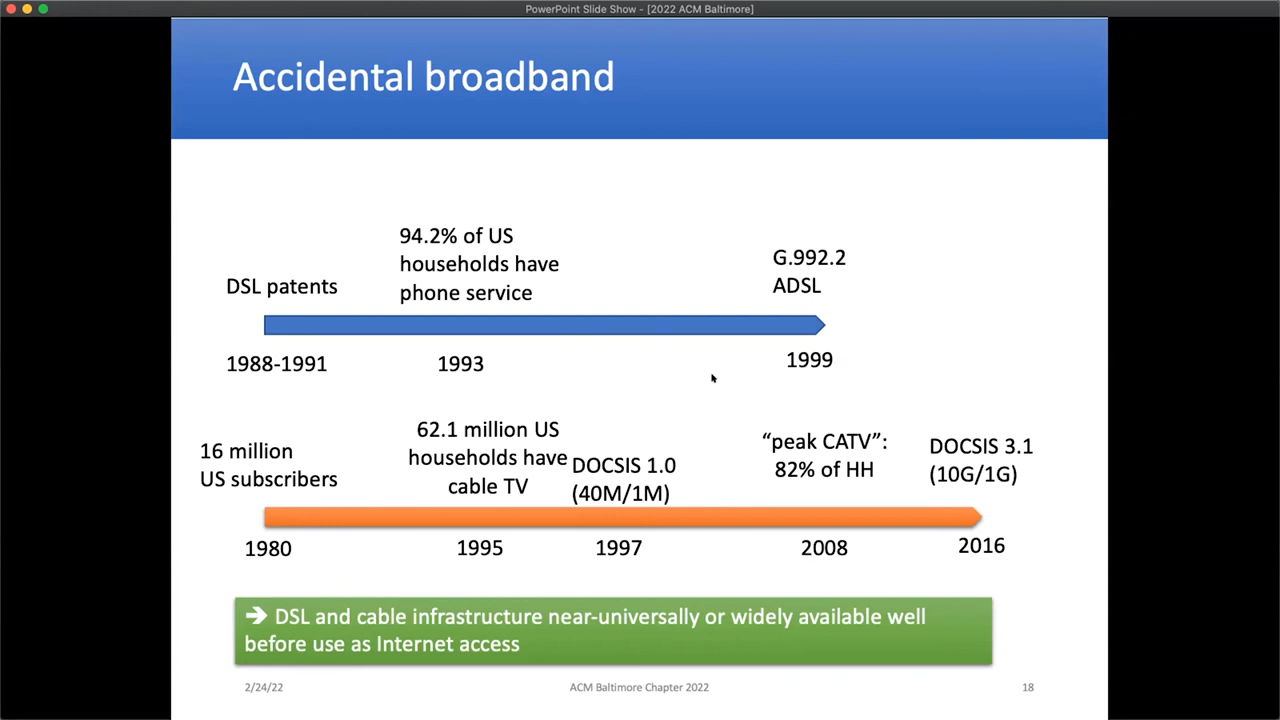 PowerPoint Slide Show - [2022 ACM Baltimore]
Accidental broadband
DSL patents
94.2% of US
households have
phone service
G.992.2
ADSL
1988-1991
1993
1999
16 million
US subscribers
62.1 million US
households have
cable TV
DOCSIS 1.0
(40M/1M)
“peak CATV”:
82% of HH
DOCSIS 3.1
(10G/1G)
1980
1995
1997
2008
2016
➔ DSL and cable infrastructure near-universally or widely available well
before use as Internet access
2/24/22
ACM Baltimore Chapter 2022
18